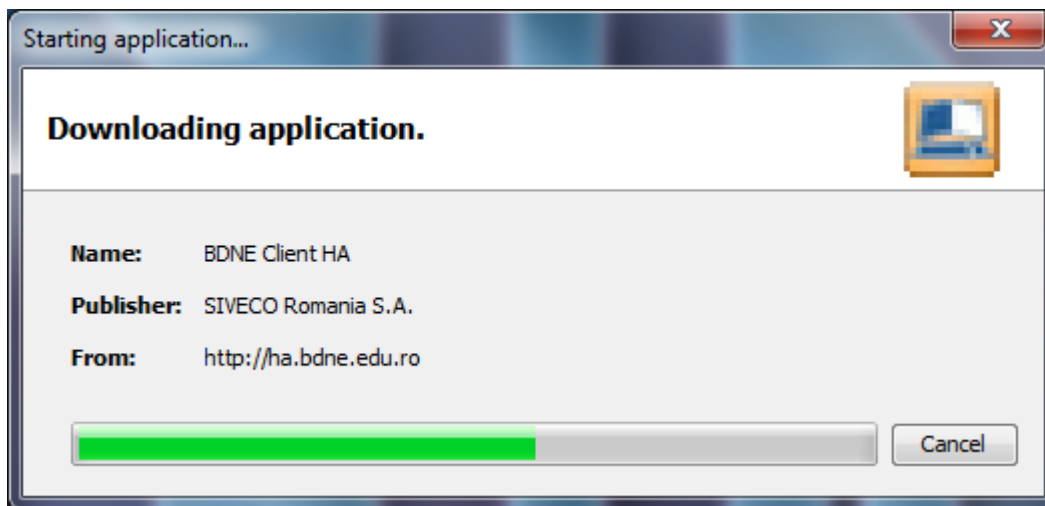 Starting application...
Downloading application.
Name: BDNE Client HA
Publisher: SIVECO Romania S.A.
From: http://ha.bdne.edu.ro
Cancel